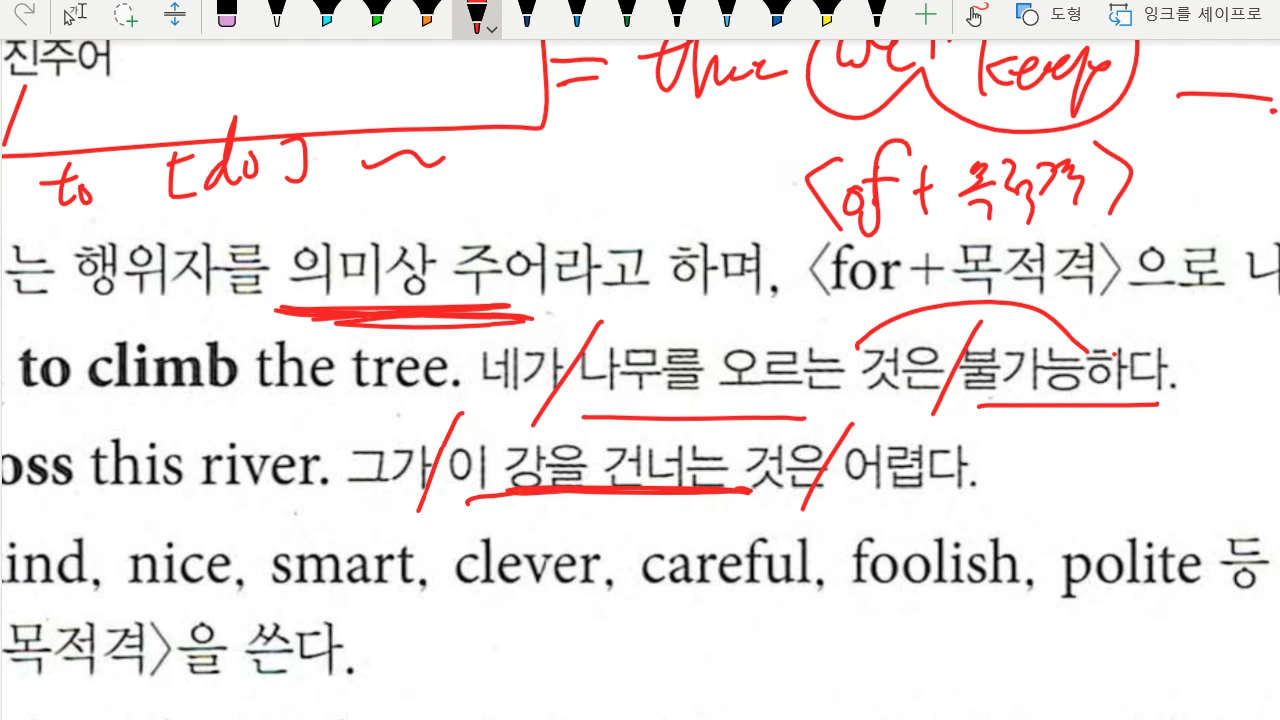 도형 잉크를 셰이프로
진주어
= that we keep
to [do] ~
<of + 목적격>
는 행위자를 의미상 주어라고 하며, 〈for+목적격〉으로 나
to climb the tree. 네가 나무를 오르는 것은 불가능하다.
oss this river. 그가 이 강을 건너는 것은 어렵다.
ind, nice, smart, clever, careful, foolish, polite 등
목적격〉을 쓴다.